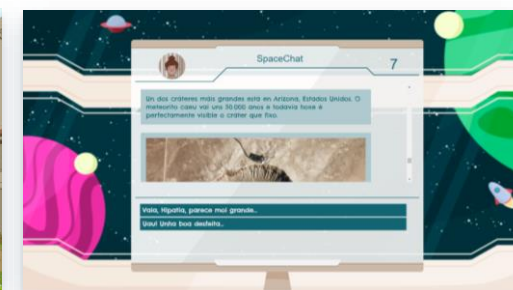 SpaceChat
7
Un dos cráteres máis grandes está en Arizona, Estados Unidos. O
meteorito caeu vai uns 30.000 anos e todavía hoxe é
perfectamente visible o cráter que fixo.
Vaia, Hipatia, parece moi grande..
Uau! Unha boa desfeita..